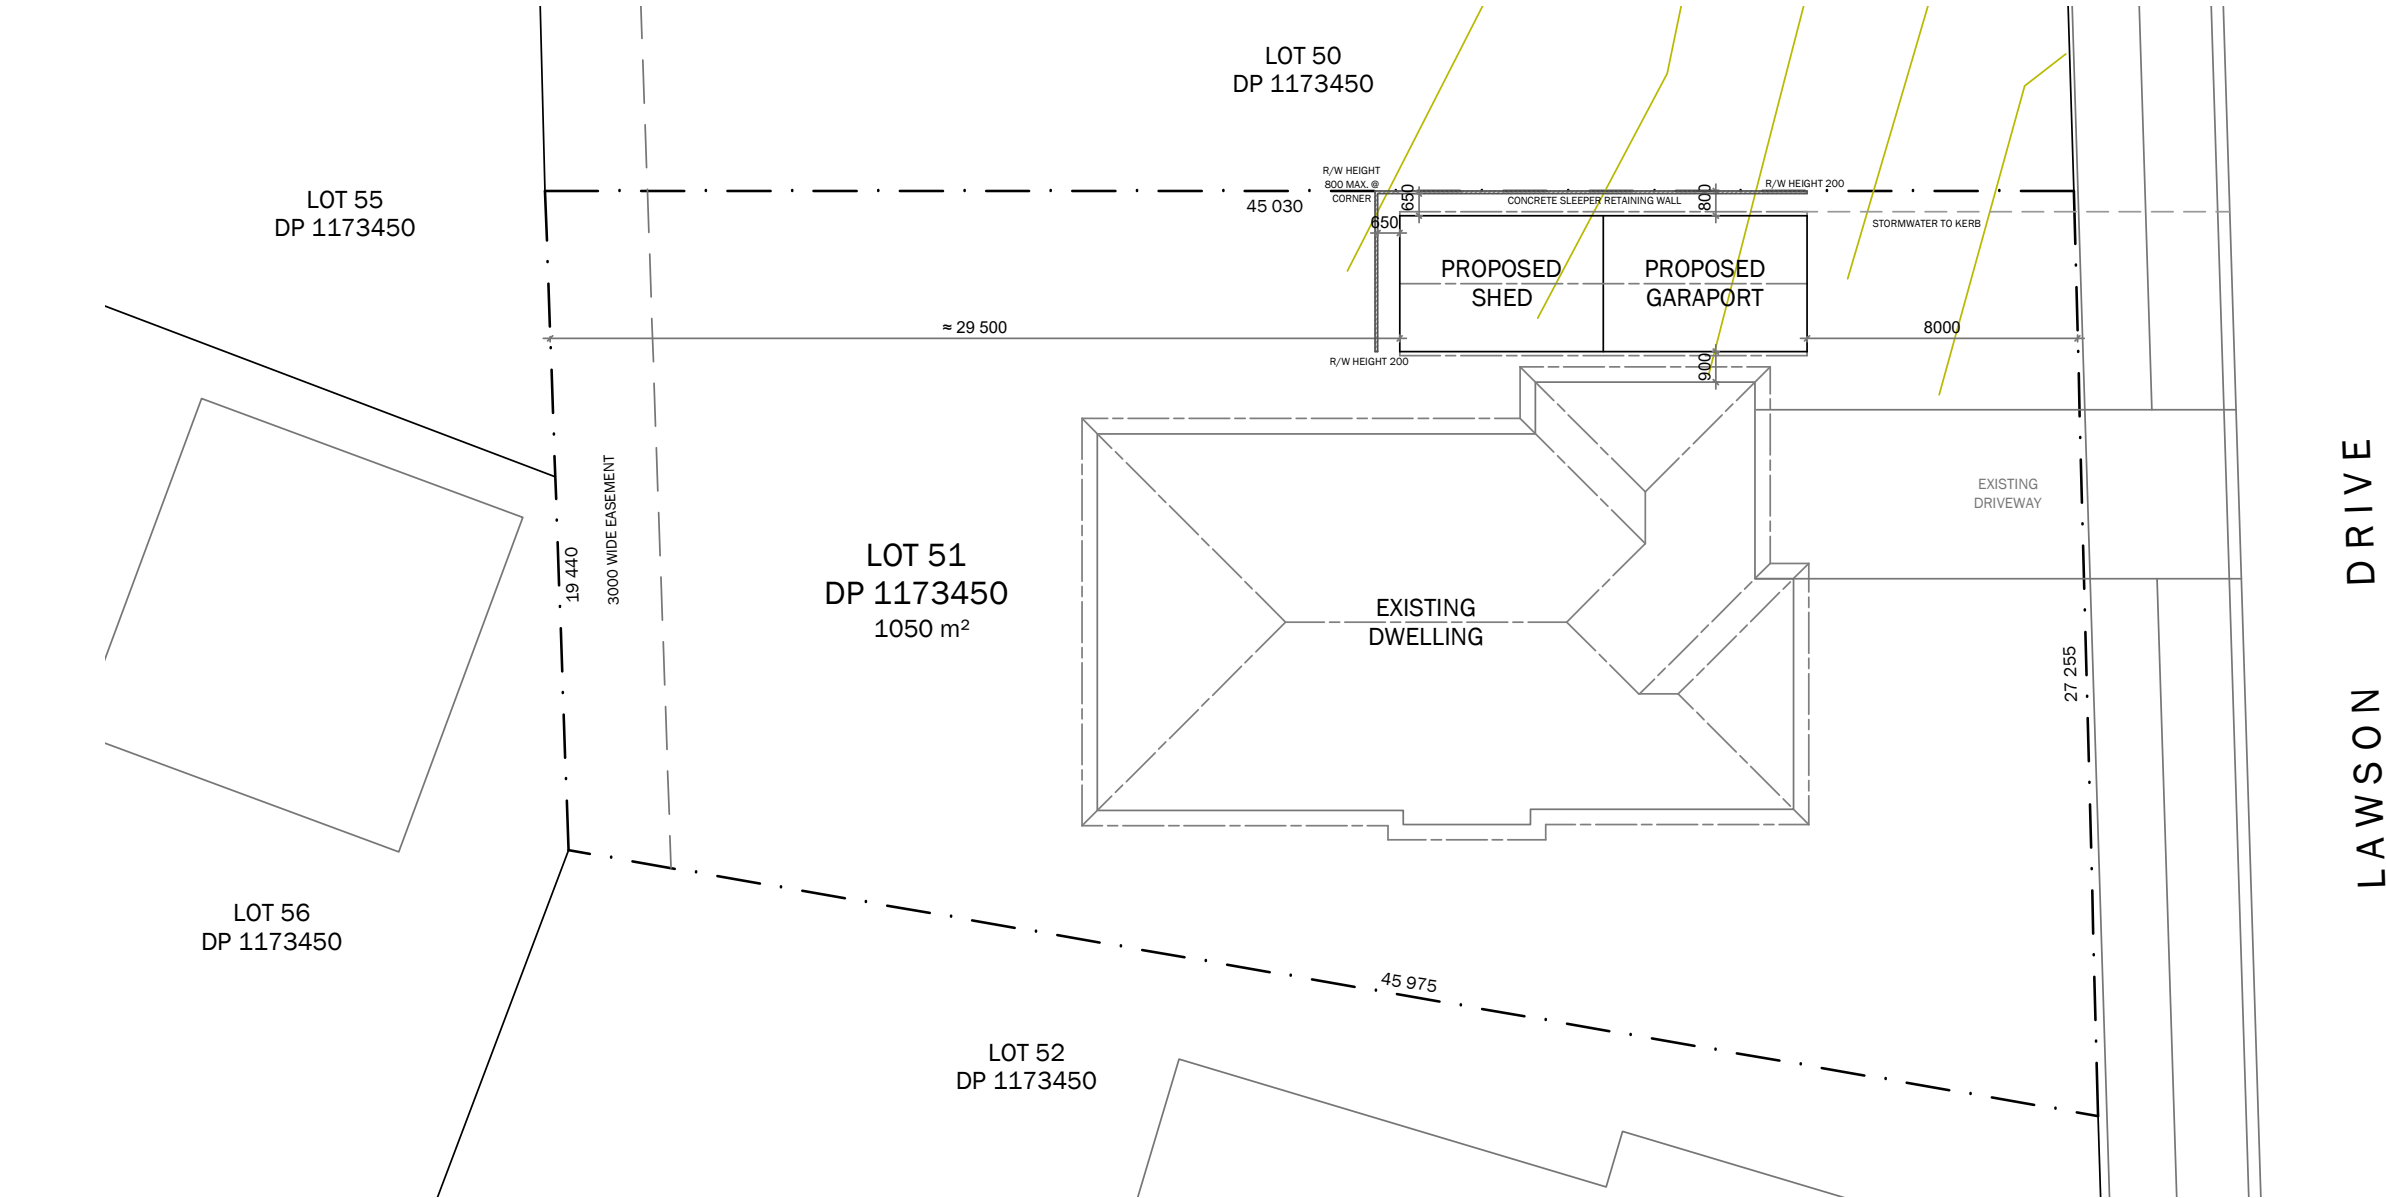 LOT 50
DP 1173450
LOT 55
DP 1173450
R/W HEIGHT
800 MAX. @
CORNER
45 030
650
650
CONCRETE SLEEPER RETAINING WALL
800
R/W HEIGHT 200
STORMWATER TO KERB
PROPOSED
SHED
PROPOSED
GARAPORT
≈ 29 500
8000
R/W HEIGHT 200
900
19 440
3000 WIDE EASEMENT
LOT 51
DP 1173450
1050 m²
EXISTING
DWELLING
EXISTING
DRIVEWAY
27 255
LAWSON DRIVE
LOT 56
DP 1173450
45 975
LOT 52
DP 1173450